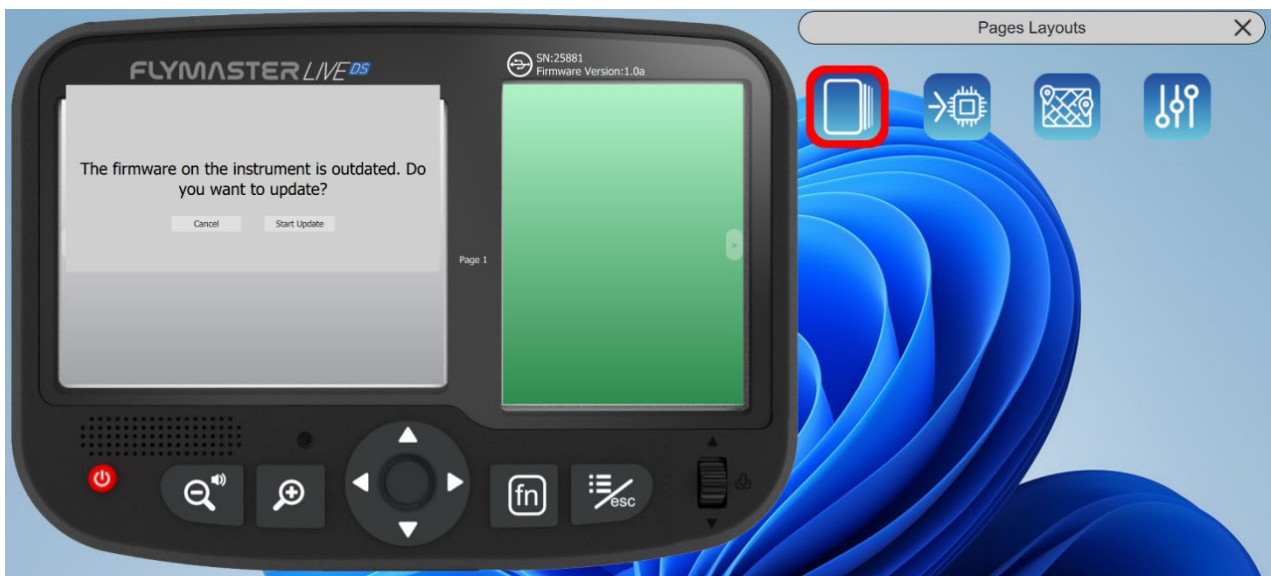 Pages Layouts
FLYMASTER LIVE DS
SN:25881
Firmware Version:1.0a
The firmware on the instrument is outdated. Do
you want to update?
Cancel
Start Update
Page 1
>
fn
esc